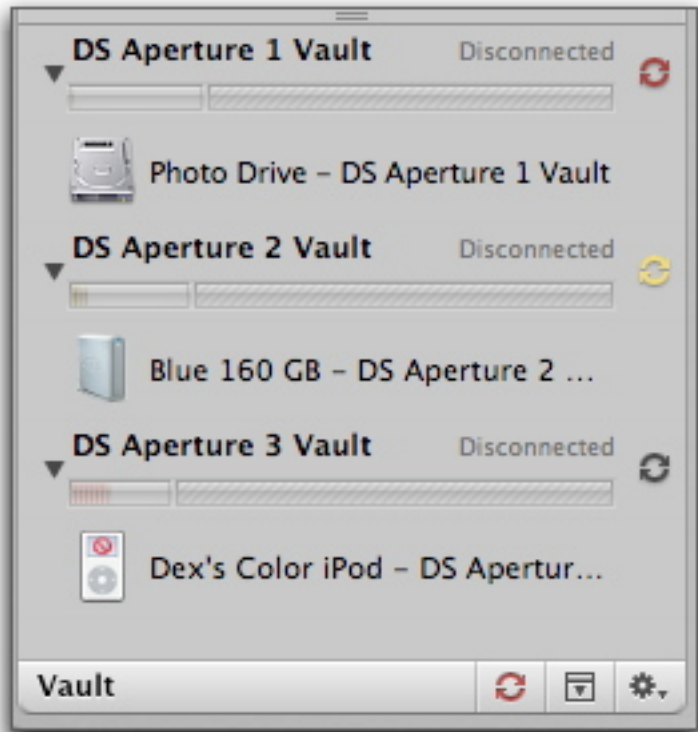 DS Aperture 1 Vault Disconnected
Photo Drive – DS Aperture 1 Vault
DS Aperture 2 Vault Disconnected
Blue 160 GB – DS Aperture 2 ...
DS Aperture 3 Vault Disconnected
Dex's Color iPod – DS Apertur...
Vault